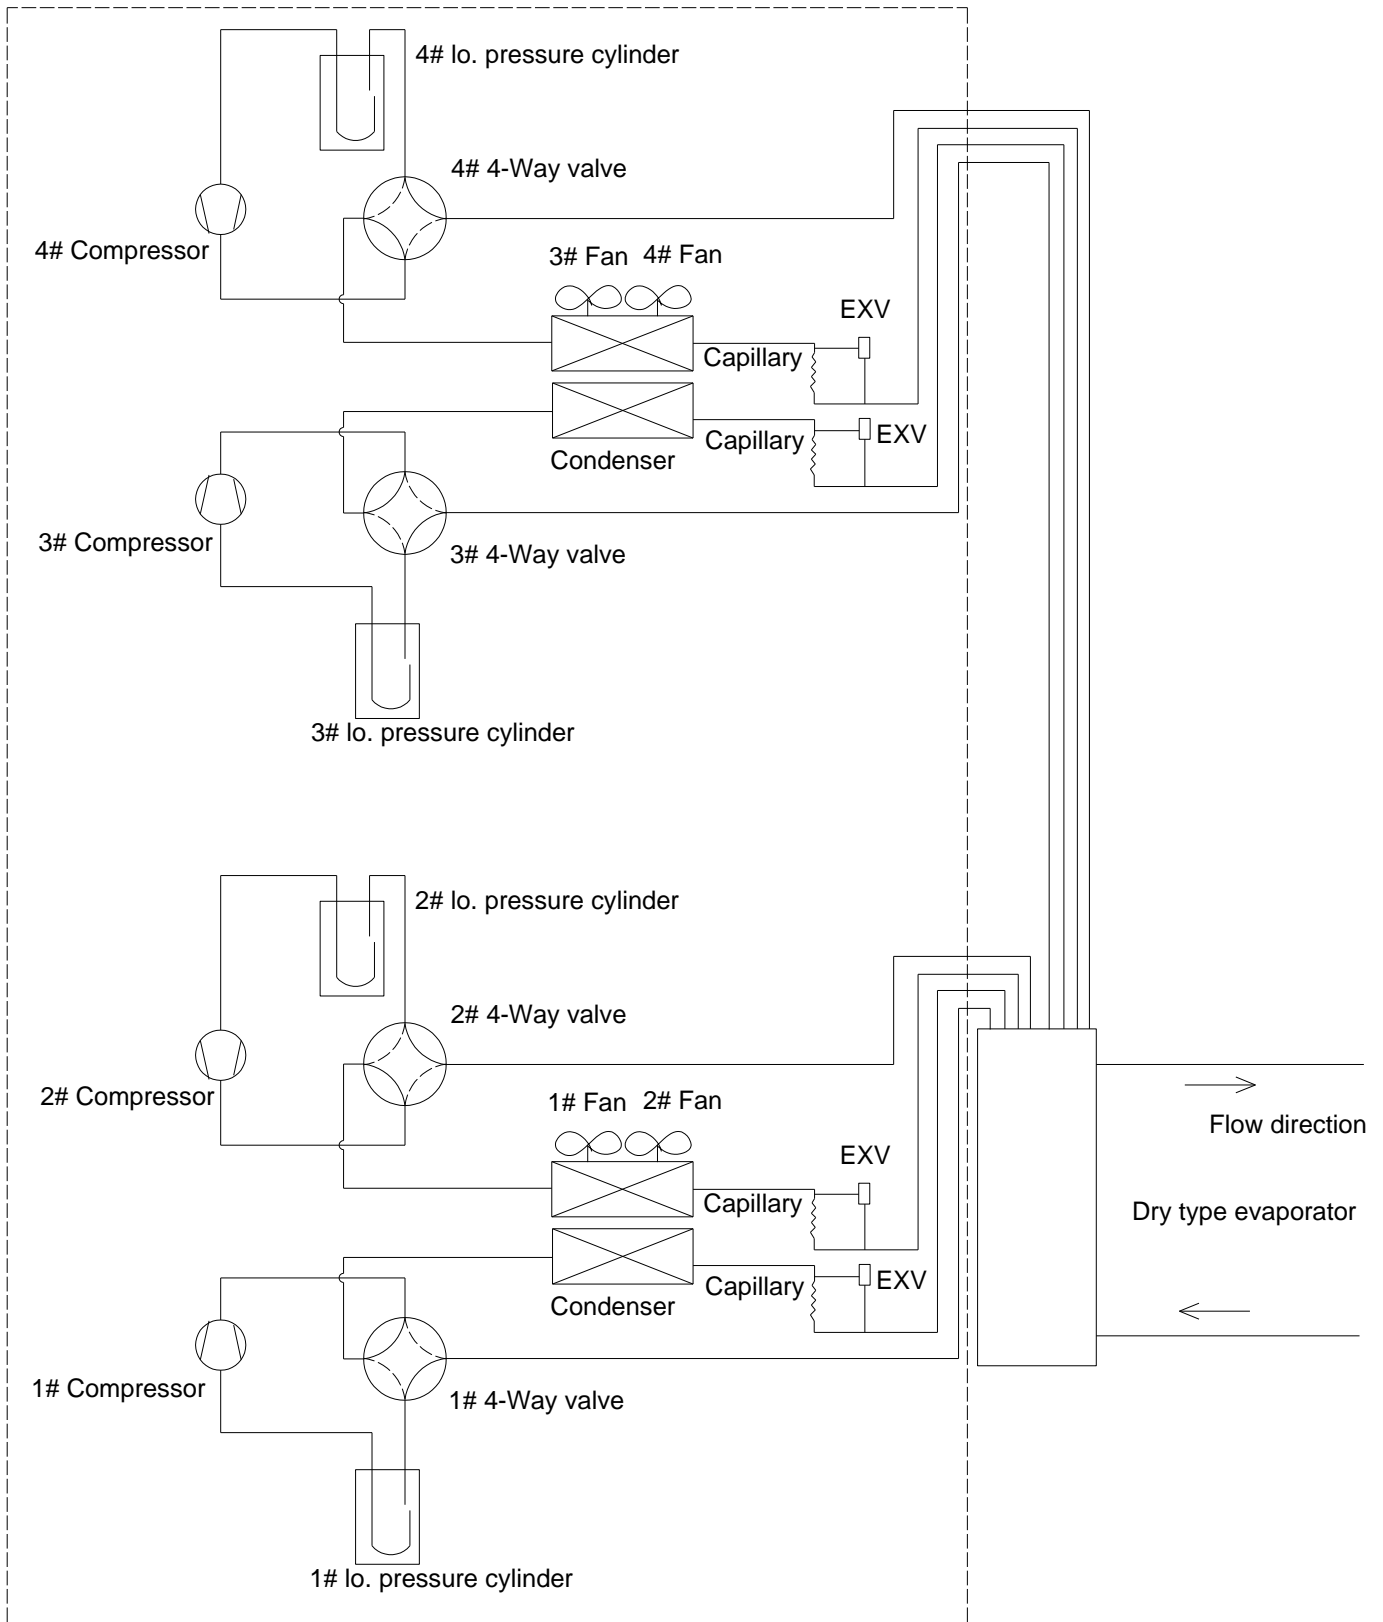 4# lo. pressure cylinder
4# 4-Way valve
4# Compressor
3# Fan 4# Fan
EXV
Capillary
Capillary
EXV
Condenser
3# Compressor
3# 4-Way valve
3# lo. pressure cylinder
2# lo. pressure cylinder
2# 4-Way valve
2# Compressor
1# Fan 2# Fan
Flow direction
EXV
Capillary
Dry type evaporator
Capillary
EXV
Condenser
1# Compressor
1# 4-Way valve
1# lo. pressure cylinder